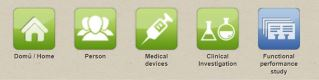 Domů / Home
Person
Medical
devices
Clinical
Investigation
Functional
performance
study